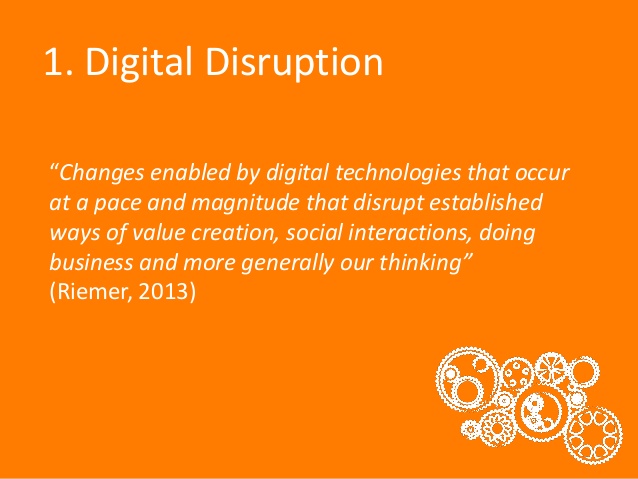 1. Digital Disruption
“Changes enabled by digital technologies that occur
at a pace and magnitude that disrupt established
ways of value creation, social interactions, doing
business and more generally our thinking”
(Riemer, 2013)